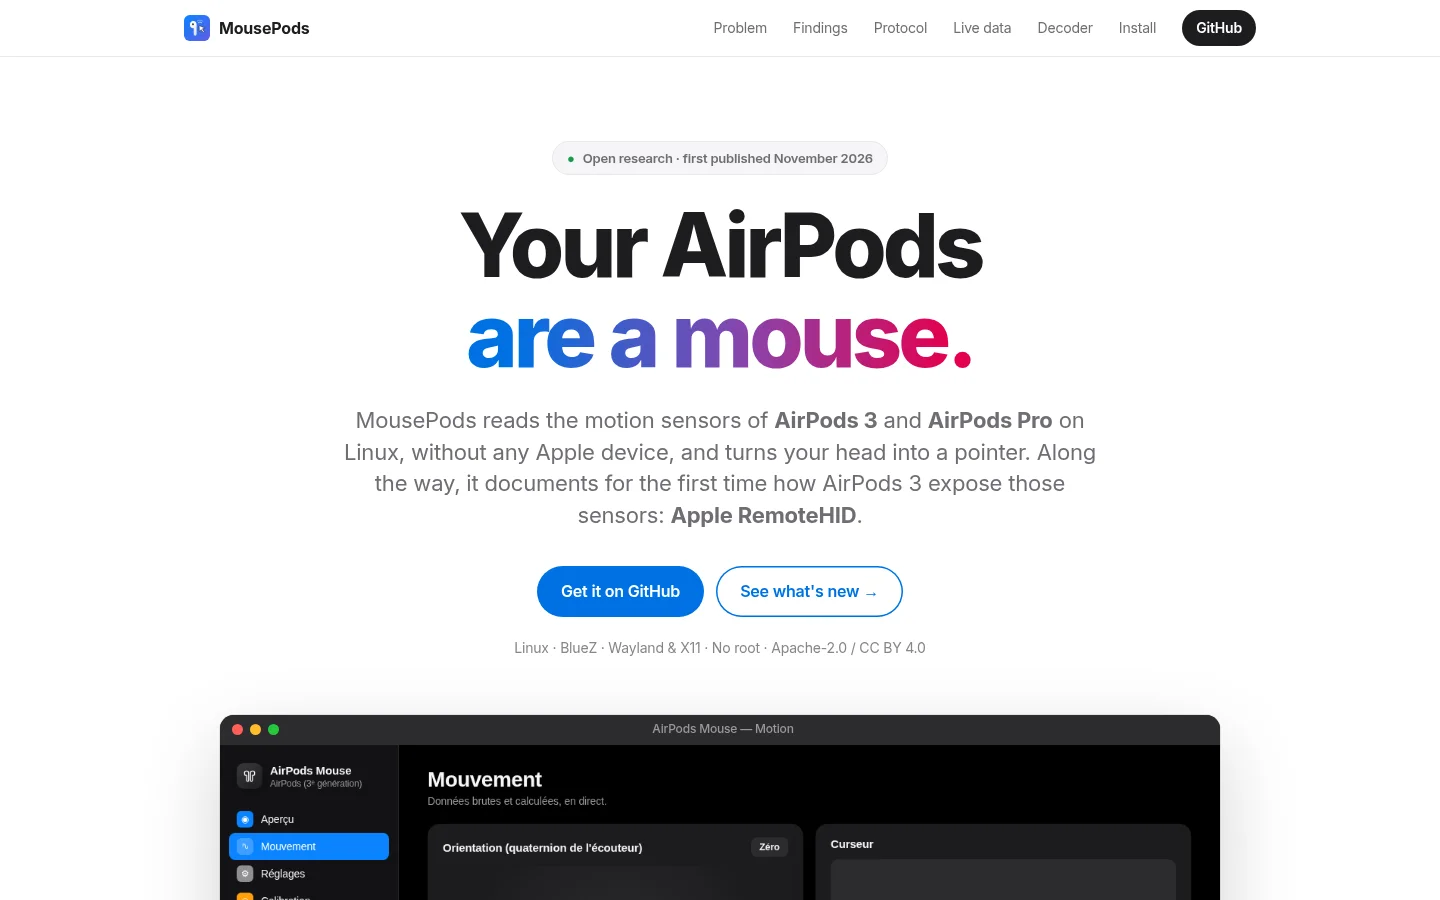 MousePods
Problem Findings Protocol Live data Decoder Install GitHub
Open research · first published November 2026
Your AirPods
are a mouse.
MousePods reads the motion sensors of AirPods 3 and AirPods Pro on
Linux, without any Apple device, and turns your head into a pointer. Along
the way, it documents for the first time how AirPods 3 expose those
sensors: Apple RemoteHID.
Get it on GitHub
See what's new →
Linux · BlueZ · Wayland & X11 · No root · Apache-2.0 / CC BY 4.0
AirPods Mouse — Motion
AirPods Mouse
AirPods (3ᵉ génération)
Aperçu
Mouvement
Réglages
Calibration
Mouvement
Données brutes et calculées, en direct.
Orientation (quaternion de l'écouteur)
Zéro
Curseur